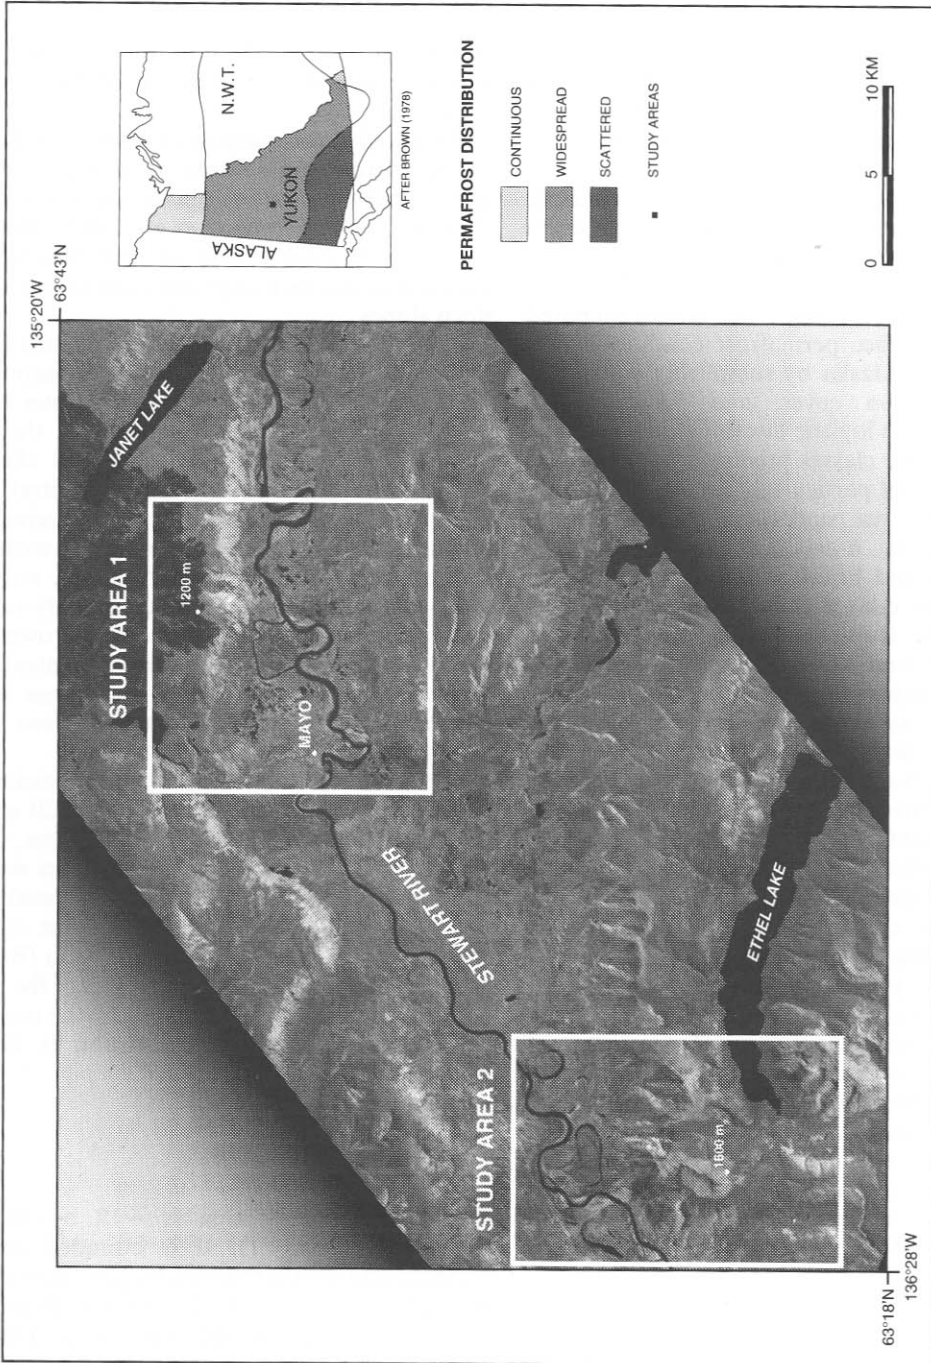 135°20'W
63°43'N
JANET LAKE
STUDY AREA 1
1200 m
MAYO
STEWART RIVER
STUDY AREA 2
1600 m
ETHEL LAKE
63°18'N
136°28'W
N.W.T.
YUKON
ALASKA
AFTER BROWN (1978)
PERMAFROST DISTRIBUTION
CONTINUOUS
WIDESPREAD
SCATTERED
STUDY AREAS
0 5 10 KM